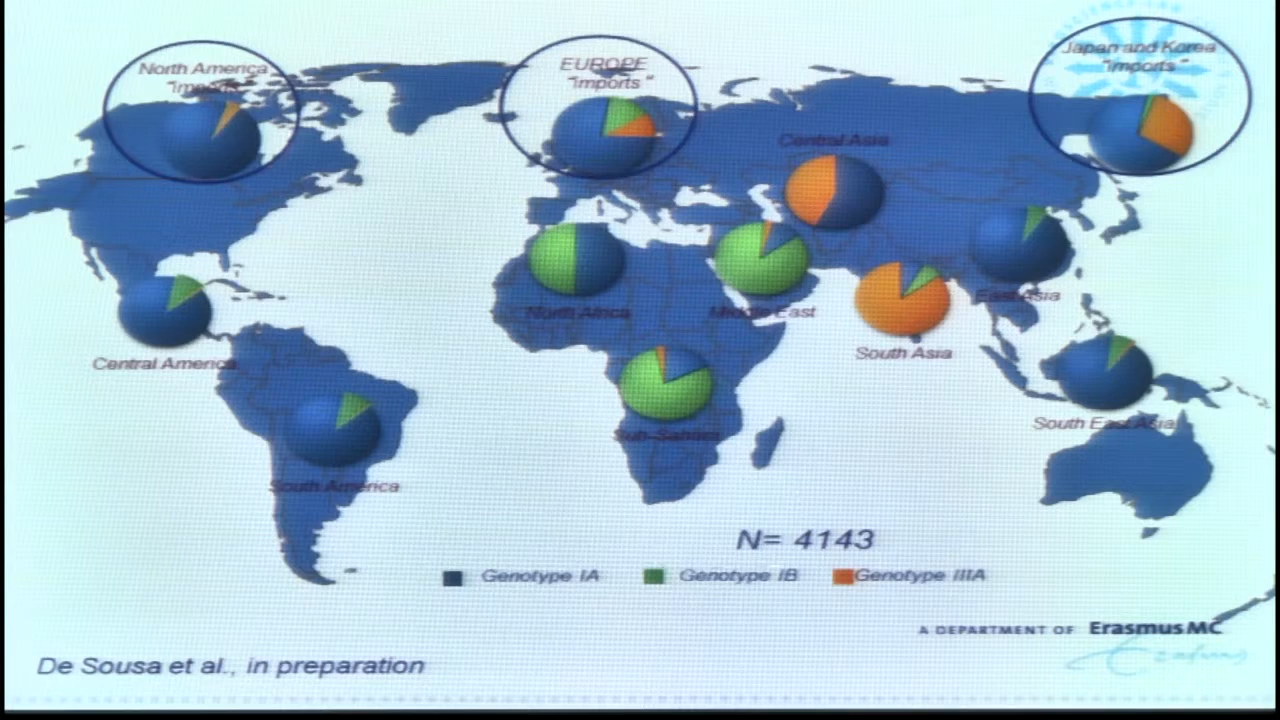 North America
"imports"
EUROPE
"imports"
Japan and Korea
"imports"
Central Asia
North Africa
Middle East
South Asia
East Asia
Central America
Sub-Sahara
South East Asia
South America
N= 4143
Genotype IA
Genotype IB
Genotype IIIA
A DEPARTMENT OF Erasmus MC
Erasmus
De Sousa et al., in preparation